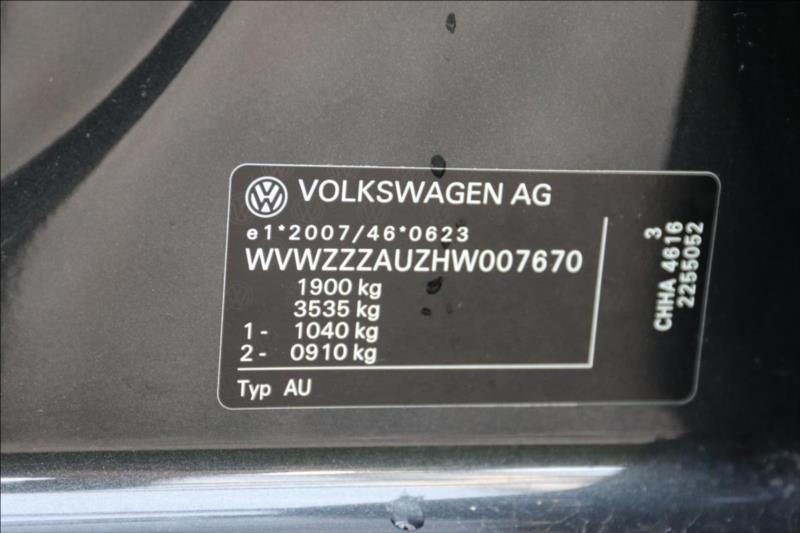 VOLKSWAGEN AG
e1*2007/46*0623
WVWZZZAUZHW007670
1900 kg
3535 kg
1 - 1040 kg
2 - 0910 kg
Typ AU
3
CHHA 4616
2255052